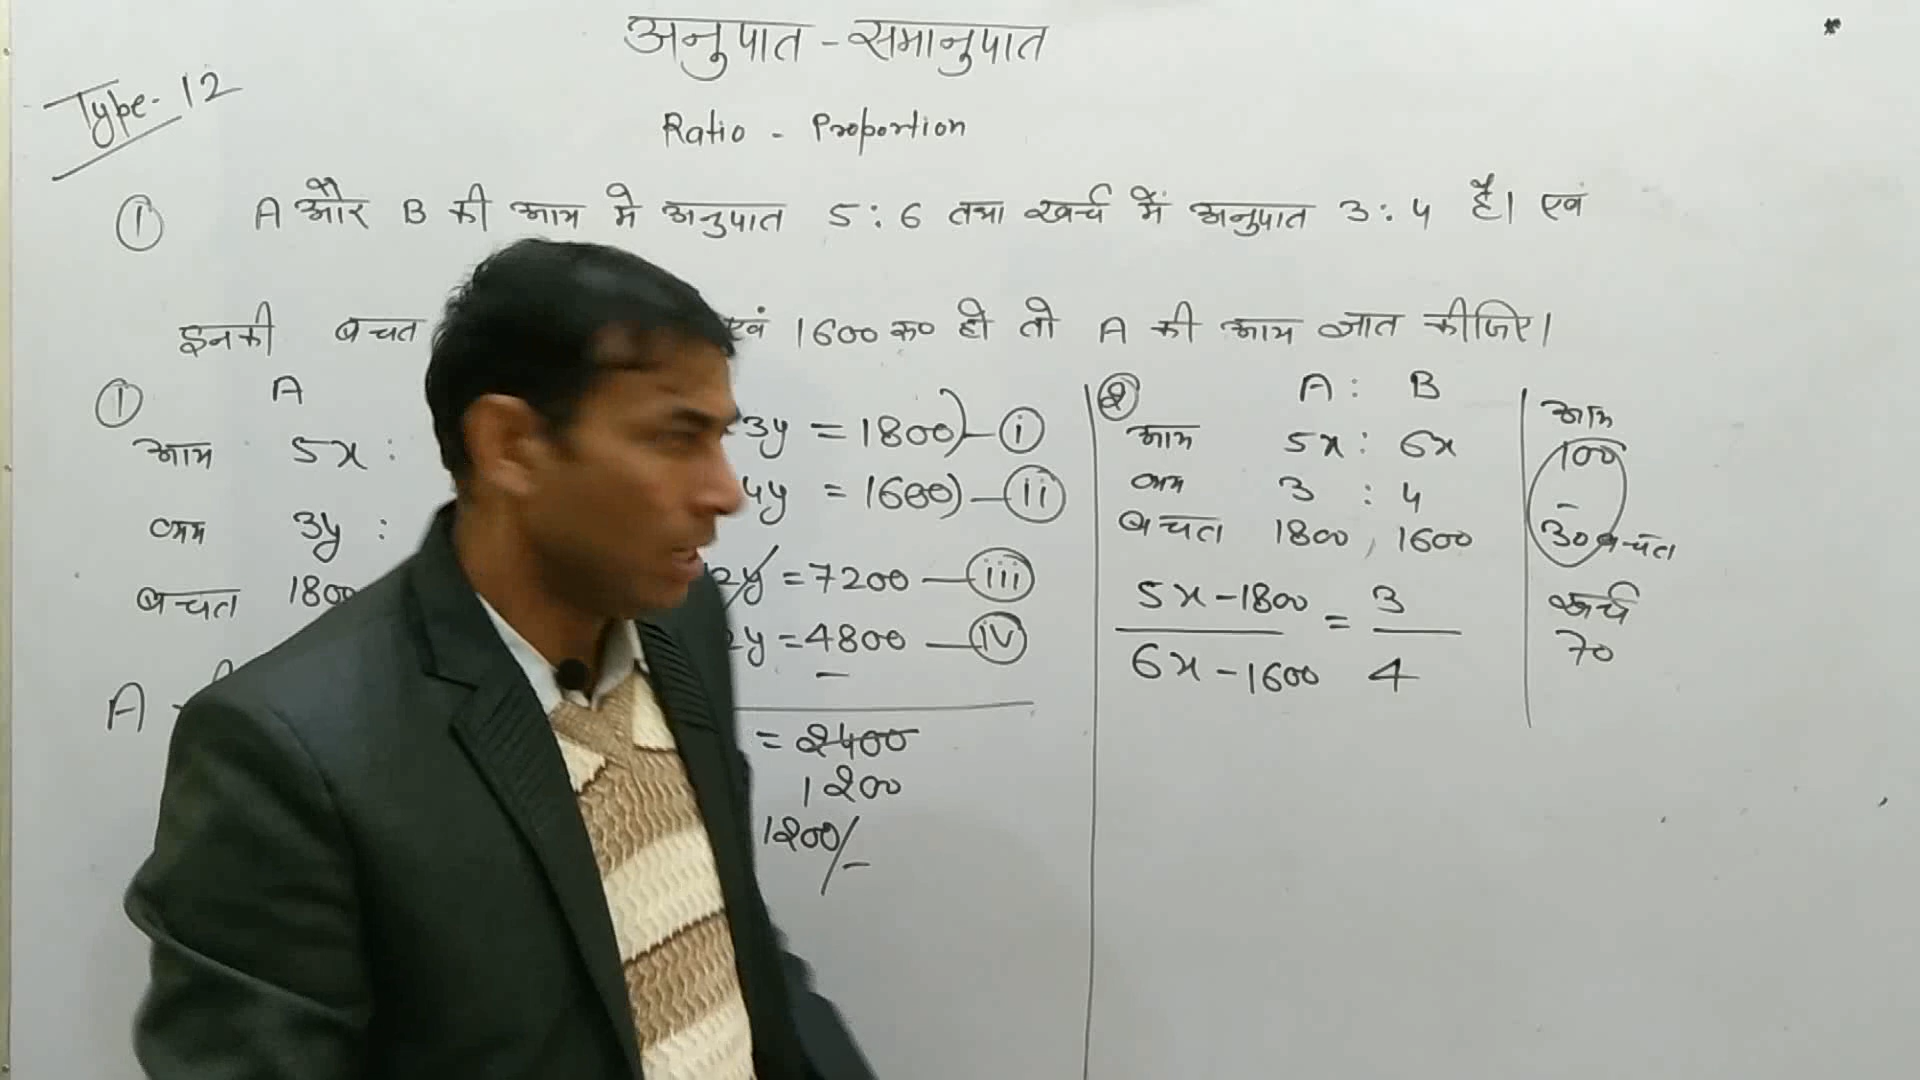 अनुपात - समानुपात
Type- 12
Ratio - Proportion
① A और B की आय मे अनुपात 5 : 6 तथा खर्च में अनुपात 3 : 4 है। एवं
इनकी बचत एवं 1600 रु० हो तो A की आय ज्ञात कीजिए।
① A
आय 5x :
व्यय 3y :
बचत 1800
A
3y = 1800) — (i)
4y = 1600) — (ii)
2y = 7200 — (iii)
2y = 4800 — (iv)
= 2400
1200
1200/-
② A : B
आय 5x : 6x
व्यय 3 : 4
बचत 1800, 1600
5x - 1800 = 3
6x - 1600 4
आय
100
-
30 बचत
खर्च
70